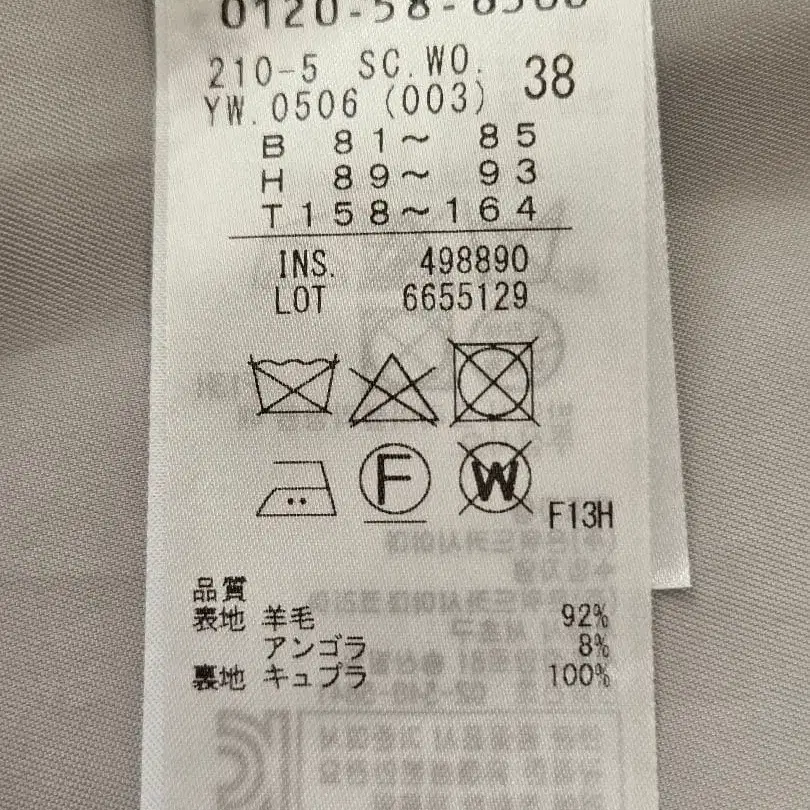 210-5 SC.WO. 38
YW.0506 (003)
B 81～ 85
H 89～ 93
T158～164
INS. 498890
LOT 6655129
F
W
F13H
品質
表地 羊毛 92%
アンゴラ 8%
裏地 キュプラ 100%